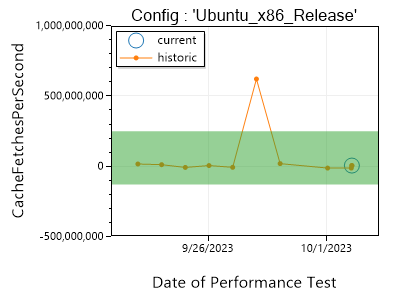 Config : 'Ubuntu_x86_Release'
1,000,000,000
500,000,000
0
-500,000,000
CacheFetchesPerSecond
current
historic
9/26/2023
10/1/2023
Date of Performance Test